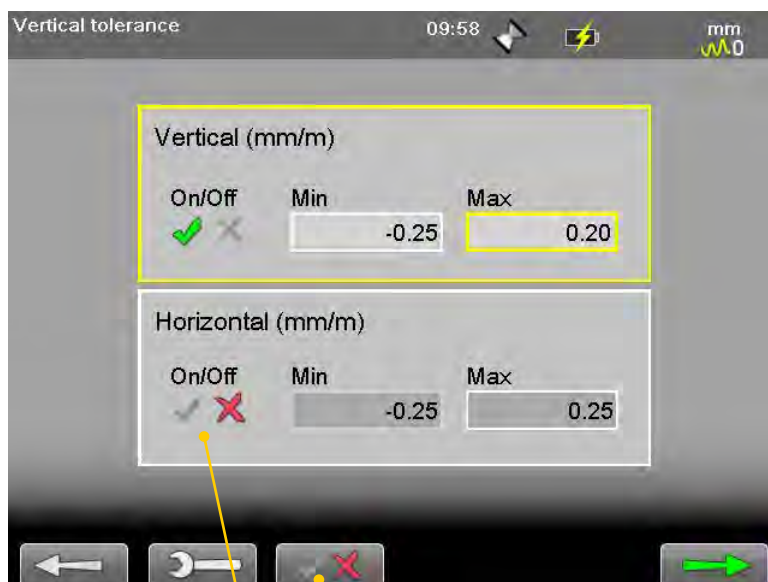 Vertical tolerance 09:58 mm
0
Vertical (mm/m)
On/Off Min Max
-0.25 0.20
Horizontal (mm/m)
On/Off Min Max
-0.25 0.25